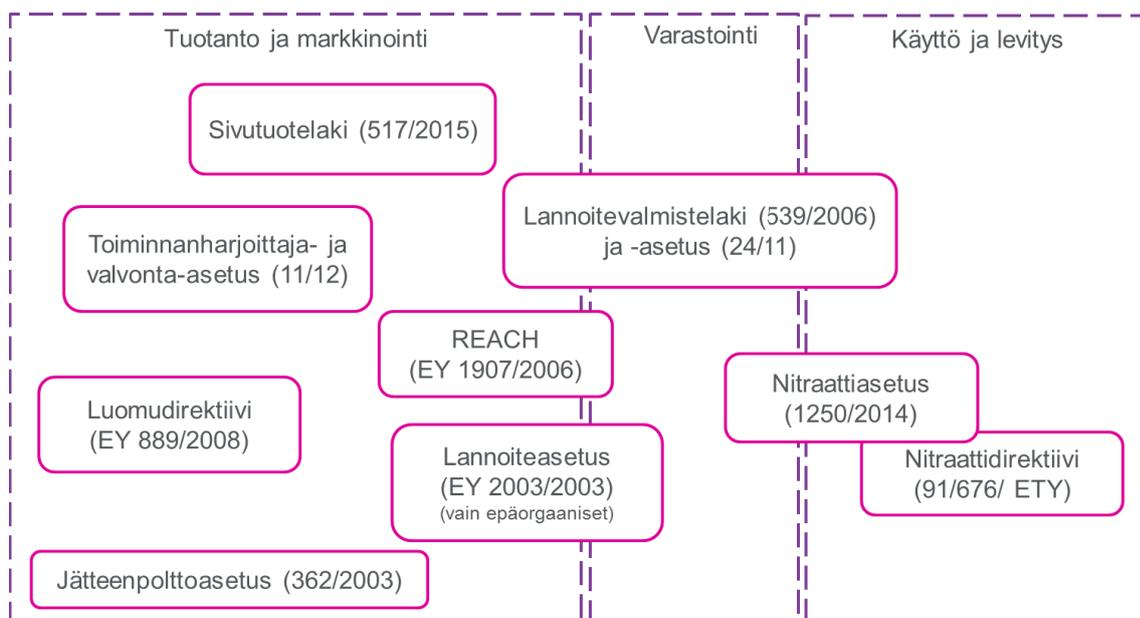 Tuotanto ja markkinointi
Varastointi
Käyttö ja levitys
Sivutuotelaki (517/2015)
Lannoitevalmistelaki (539/2006)
ja -asetus (24/11)
Toiminnanharjoittaja- ja
valvonta-asetus (11/12)
REACH
(EY 1907/2006)
Nitraattiasetus
(1250/2014)
Luomudirektiivi
(EY 889/2008)
Lannoiteasetus
(EY 2003/2003)
(vain epäorgaaniset)
Nitraattidirektiivi
(91/676/ ETY)
Jätteenpolttoasetus (362/2003)